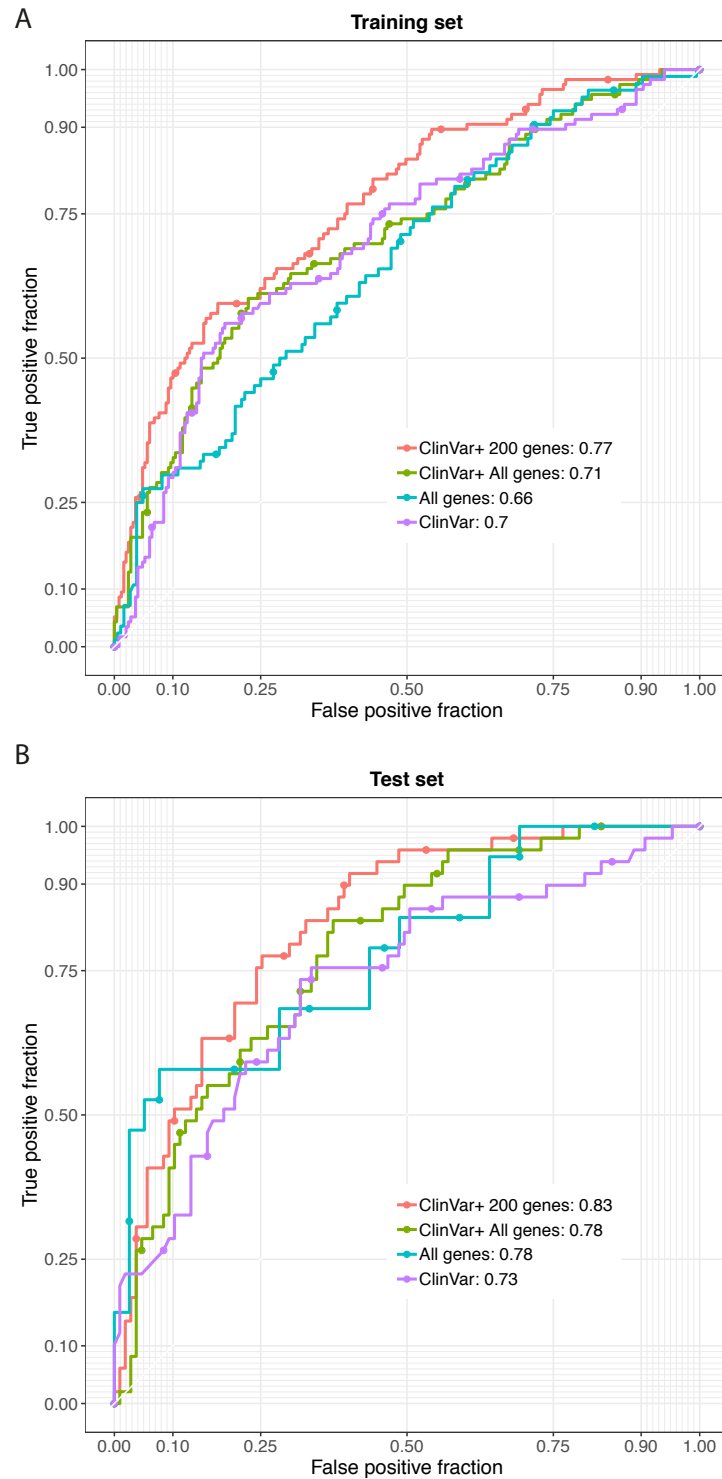 A
Training set
True positive fraction
1.00
0.90
0.75
0.50
0.25
0.10
0.00
ClinVar+ 200 genes: 0.77
ClinVar+ All genes: 0.71
All genes: 0.66
ClinVar: 0.7
0.00 0.10 0.25 0.50 0.75 0.90 1.00
False positive fraction
B
Test set
True positive fraction
1.00
0.90
0.75
0.50
0.25
0.10
0.00
ClinVar+ 200 genes: 0.83
ClinVar+ All genes: 0.78
All genes: 0.78
ClinVar: 0.73
0.00 0.10 0.25 0.50 0.75 0.90 1.00
False positive fraction